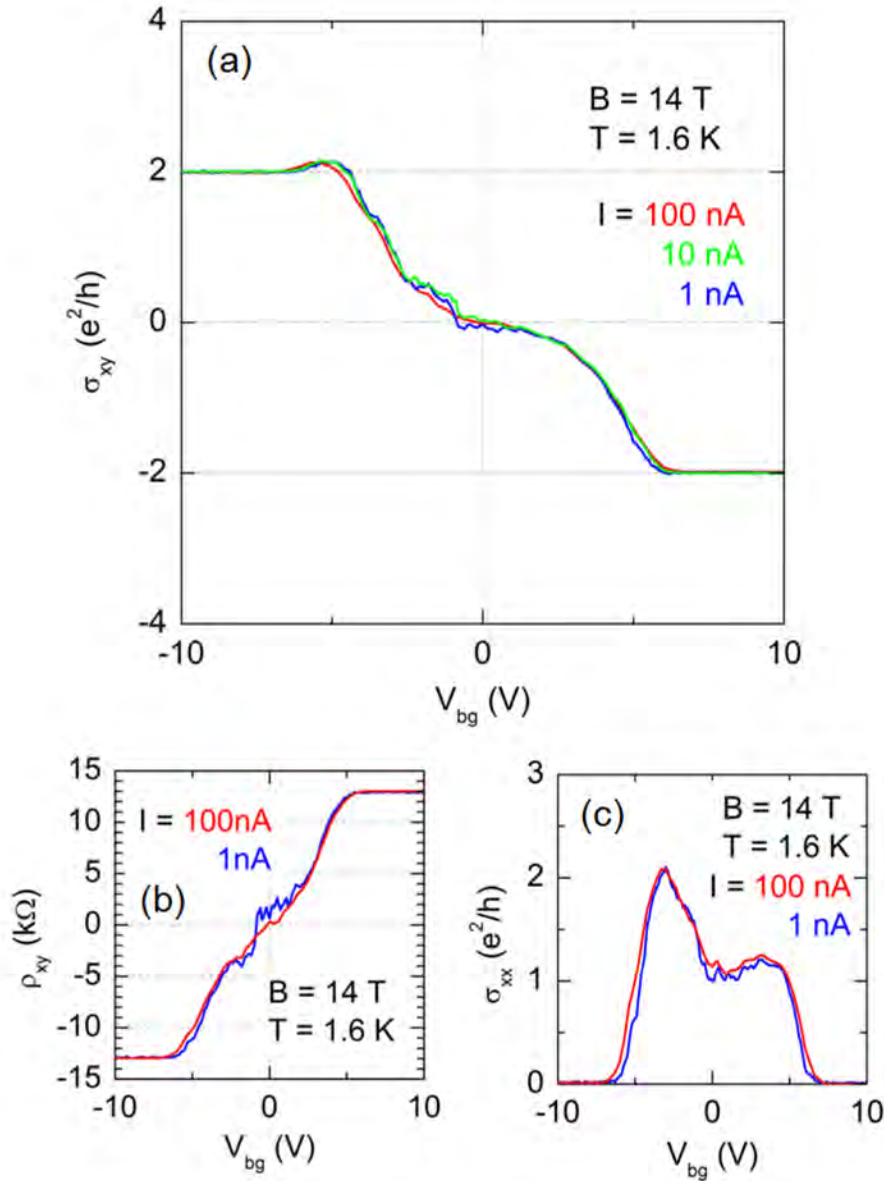 (a)
B = 14 T
T = 1.6 K
I = 100 nA
10 nA
1 nA
4
2
0
-2
-4
σxy (e²/h)
-10
0
10
Vbg (V)
(b)
I = 100nA
1nA
B = 14 T
T = 1.6 K
15
10
5
0
-5
-10
-15
ρxy (kΩ)
-10
0
10
Vbg (V)
(c)
B = 14 T
T = 1.6 K
I = 100 nA
1 nA
3
2
1
0
σxx (e²/h)
-10
0
10
Vbg (V)